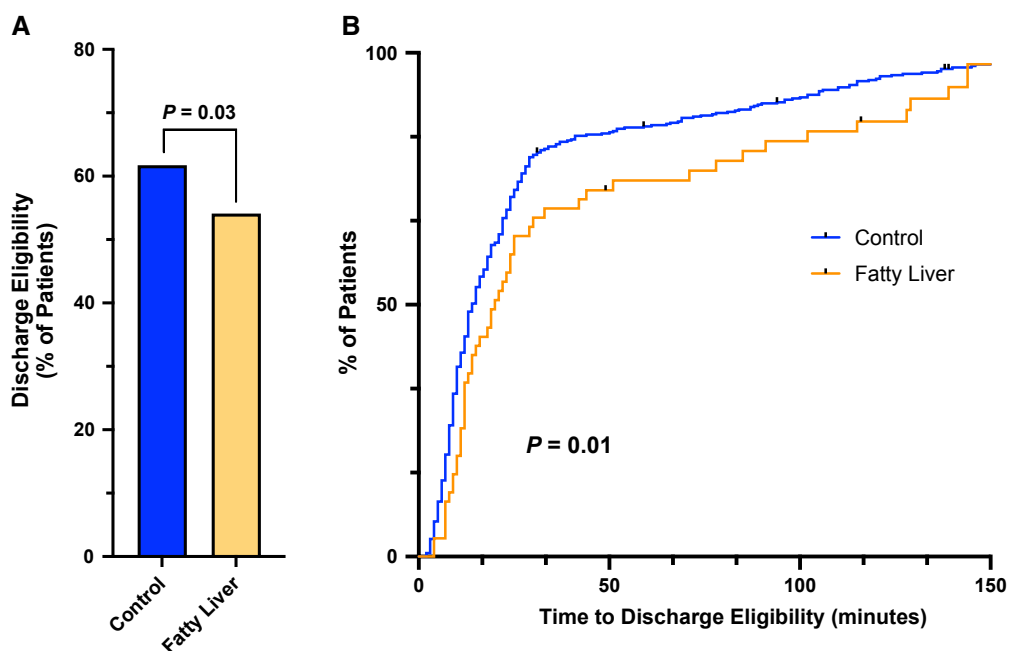 A
Discharge Eligibility
(% of Patients)
80
60
40
20
0
P = 0.03
Control
Fatty Liver
B
% of Patients
100
50
0
Control
Fatty Liver
P = 0.01
0
50
100
150
Time to Discharge Eligibility (minutes)